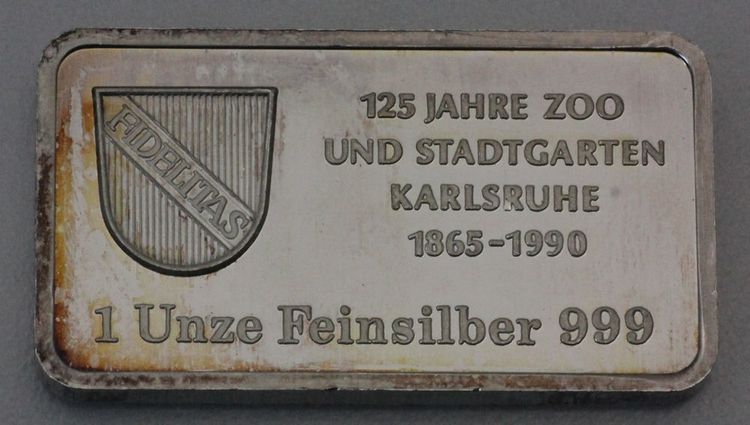 FIDELITAS
125 JAHRE ZOO
UND STADTGARTEN
KARLSRUHE
1865-1990
1 Unze Feinsilber 999